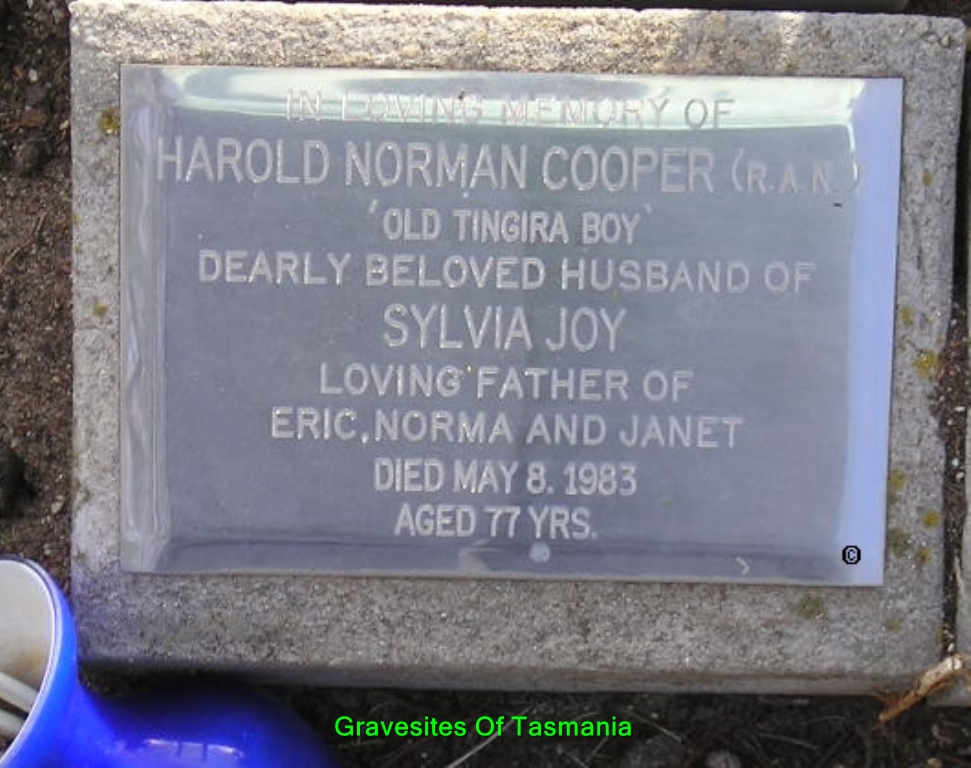 IN LOVING MEMORY OF
HAROLD NORMAN COOPER (R.A.N.)
'OLD TINGIRA BOY'
DEARLY BELOVED HUSBAND OF
SYLVIA JOY
LOVING FATHER OF
ERIC, NORMA AND JANET
DIED MAY 8. 1983
AGED 77 YRS.
©
Gravesites Of Tasmania